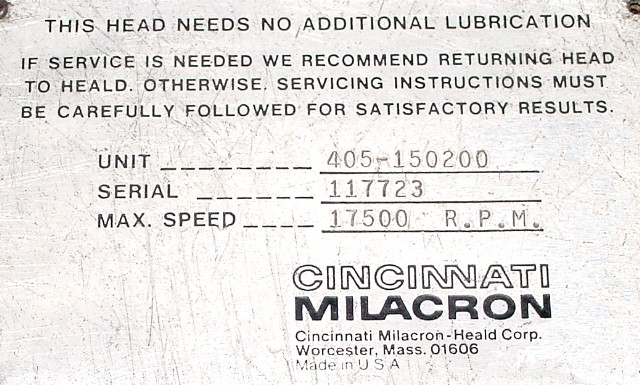 THIS HEAD NEEDS NO ADDITIONAL LUBRICATION
IF SERVICE IS NEEDED WE RECOMMEND RETURNING HEAD
TO HEALD. OTHERWISE, SERVICING INSTRUCTIONS MUST
BE CAREFULLY FOLLOWED FOR SATISFACTORY RESULTS.
UNIT 405-150200
SERIAL 117723
MAX. SPEED 17500 R.P.M.
CINCINNATI
MILACRON
Cincinnati Milacron-Heald Corp.
Worcester, Mass. 01606
Made in U S A